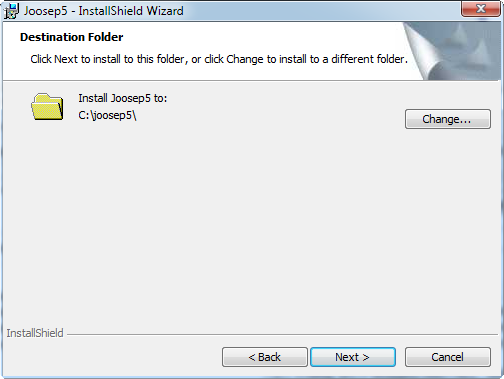 Joosep5 - InstallShield Wizard
Destination Folder
Click Next to install to this folder, or click Change to install to a different folder.
Install Joosep5 to:
C:\joosep5\
Change...
InstallShield
< Back
Next >
Cancel